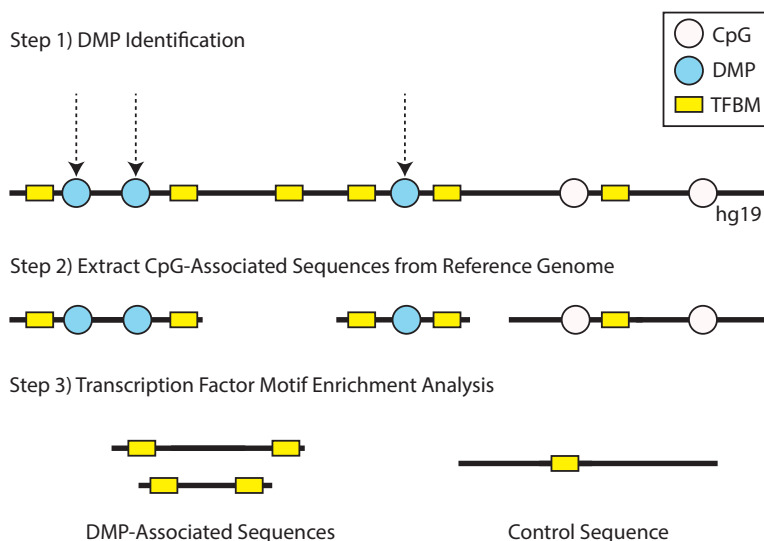 Step 1) DMP Identification
CpG
DMP
TFBM
hg19
Step 2) Extract CpG-Associated Sequences from Reference Genome
Step 3) Transcription Factor Motif Enrichment Analysis
DMP-Associated Sequences
Control Sequence